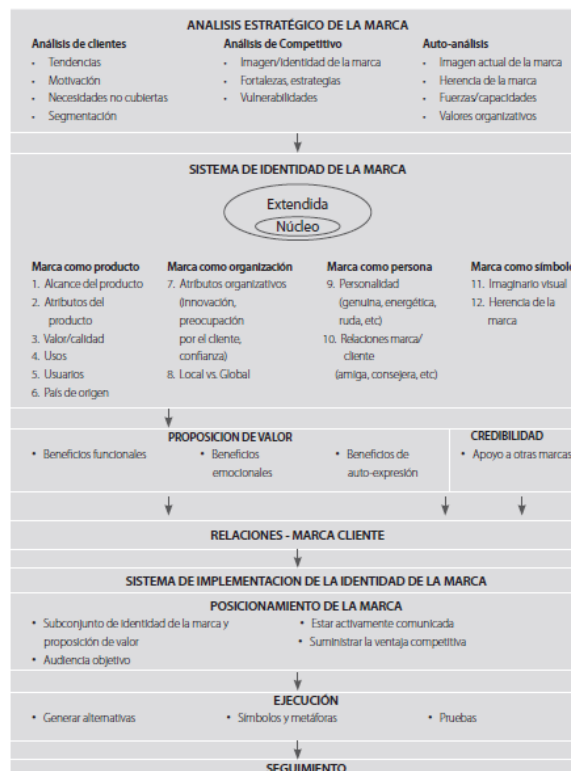 ANALISIS ESTRATÉGICO DE LA MARCA
Análisis de clientes
• Tendencias
• Motivación
• Necesidades no cubiertas
• Segmentación
Análisis de Competitivo
• Imagen/identidad de la marca
• Fortalezas, estrategias
• Vulnerabilidades
Auto-análisis
• Imagen actual de la marca
• Herencia de la marca
• Fuerzas/capacidades
• Valores organizativos
SISTEMA DE IDENTIDAD DE LA MARCA
Extendida
Núcleo
Marca como producto
1. Alcance del producto
2. Atributos del
producto
3. Valor/calidad
4. Usos
5. Usuarios
6. País de origen
Marca como organización
7. Atributos organizativos
(innovación,
preocupación
por el cliente,
confianza)
8. Local vs. Global
Marca como persona
9. Personalidad
(genuina, energética,
ruda, etc)
10. Relaciones marca/
cliente
(amiga, consejera, etc)
Marca como símbolo
11. Imaginario visual
12. Herencia de la
marca
PROPOSICION DE VALOR
• Beneficios funcionales
• Beneficios
emocionales
• Beneficios de
auto-expresión
CREDIBILIDAD
• Apoyo a otras marcas
RELACIONES - MARCA CLIENTE
SISTEMA DE IMPLEMENTACION DE LA IDENTIDAD DE LA MARCA
POSICIONAMIENTO DE LA MARCA
• Subconjunto de identidad de la marca y
proposición de valor
• Audiencia objetivo
• Estar activamente comunicada
• Suministrar la ventaja competitiva
EJECUCIÓN
• Generar alternativas
• Símbolos y metáforas
• Pruebas
SEGUIMIENTO